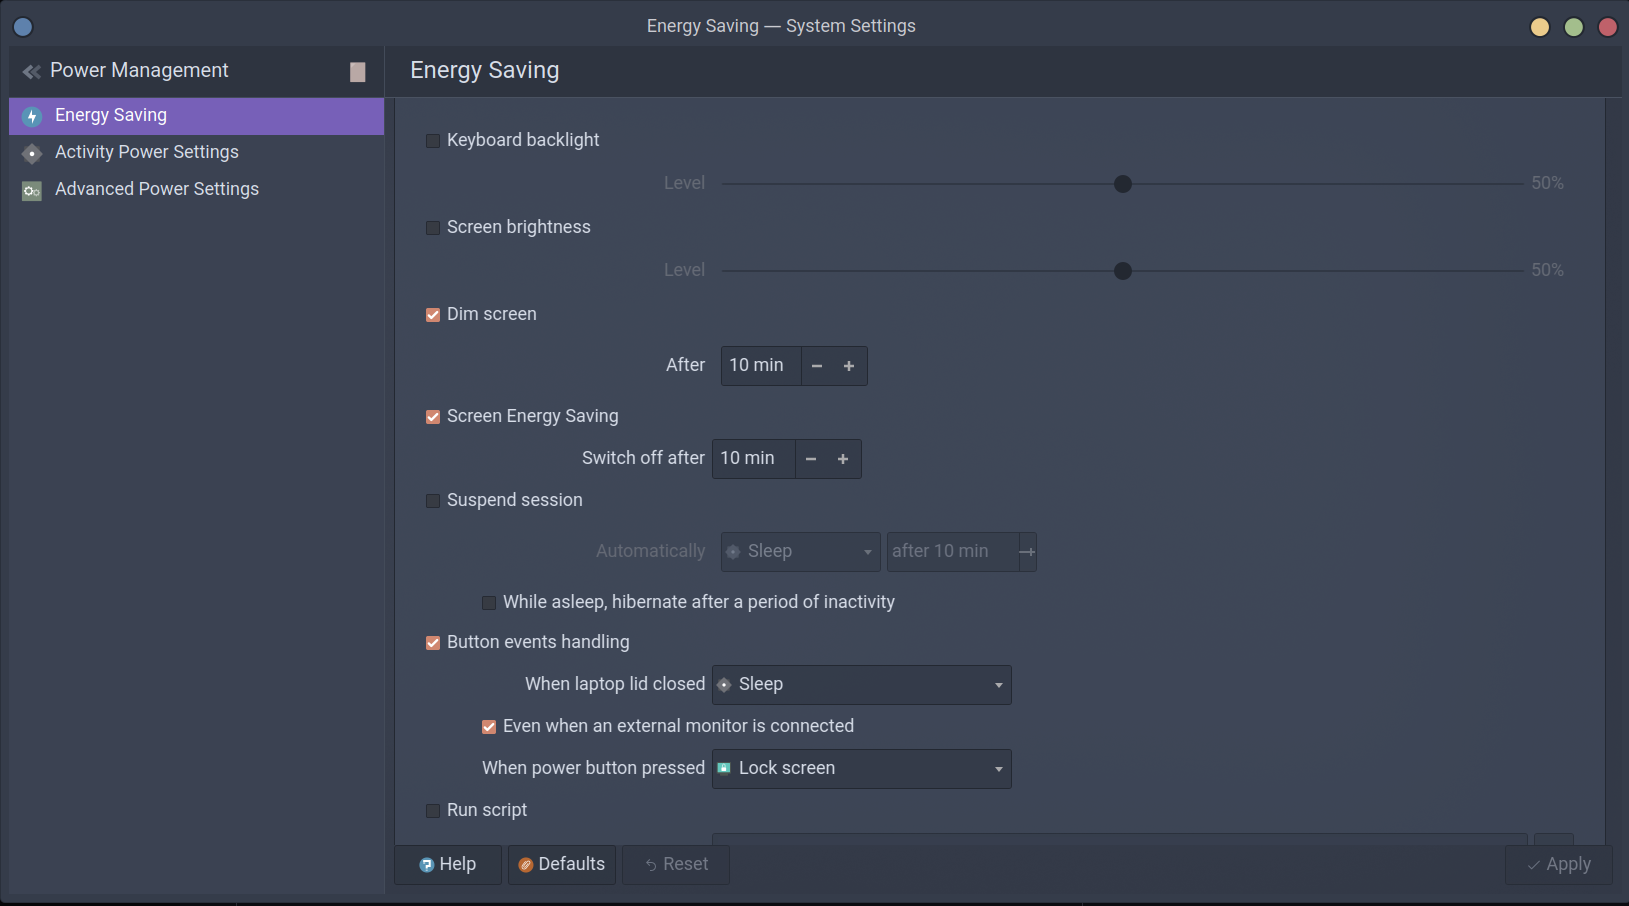 Energy Saving — System Settings
Power Management
Energy Saving
Activity Power Settings
Advanced Power Settings
Energy Saving
Keyboard backlight
Level 50%
Screen brightness
Level 50%
Dim screen
After 10 min
Screen Energy Saving
Switch off after 10 min
Suspend session
Automatically Sleep after 10 min
While asleep, hibernate after a period of inactivity
Button events handling
When laptop lid closed Sleep
Even when an external monitor is connected
When power button pressed Lock screen
Run script
Help Defaults Reset Apply